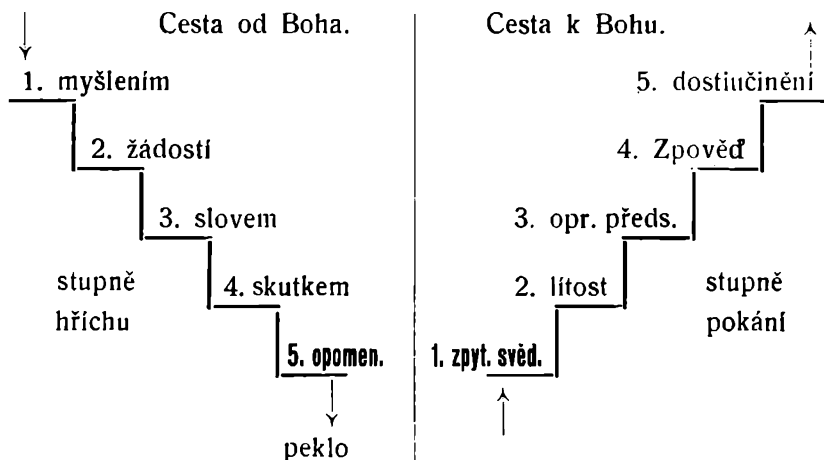 Cesta od Boha.
1. myšlením
2. žádostí
3. slovem
stupně
hříchu
4. skutkem
5. opomen.
peklo
Cesta k Bohu.
5. dostiučinění
4. Zpověď
3. opr. předs.
2. lítost
stupně
pokání
1. zpyt. svěd.